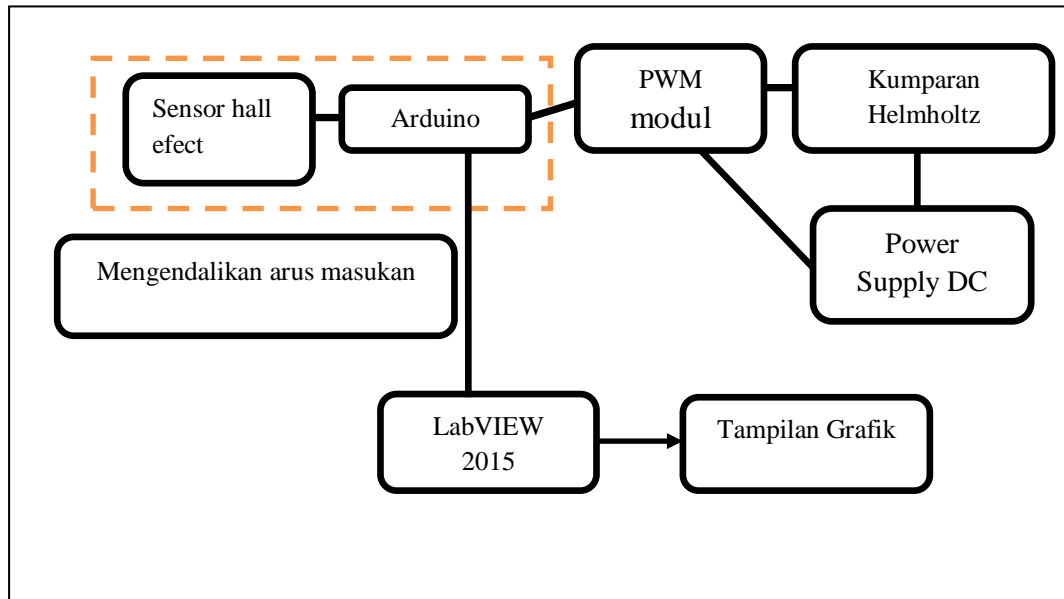 Sensor hall
efect
Arduino
PWM
modul
Kumparan
Helmholtz
Power
Supply DC
Mengendalikan arus masukan
LabVIEW
2015
Tampilan Grafik